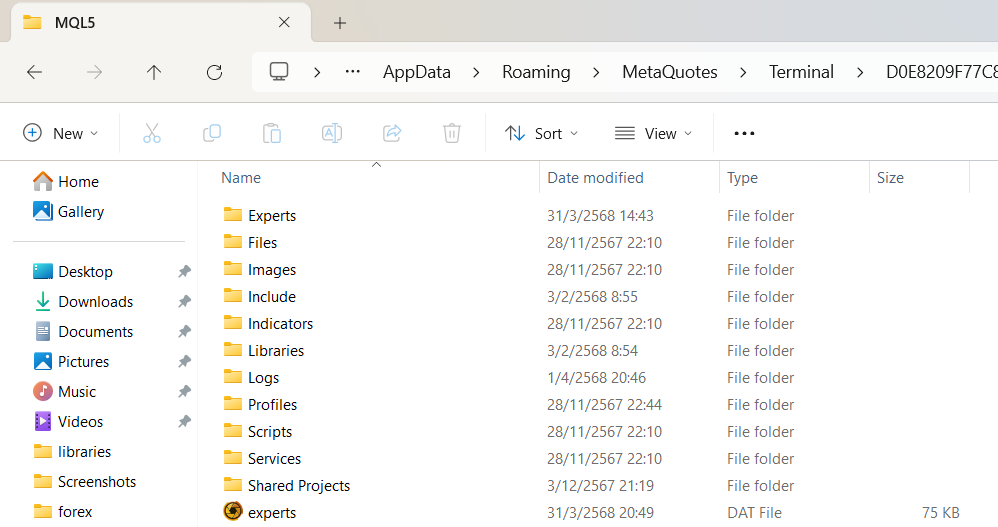 MQL5
··· AppData > Roaming > MetaQuotes > Terminal > D0E8209F77C8
New Sort View ···
Name Date modified Type Size
Home
Gallery
Desktop
Downloads
Documents
Pictures
Music
Videos
libraries
Screenshots
forex
Experts 31/3/2568 14:43 File folder
Files 28/11/2567 22:10 File folder
Images 28/11/2567 22:10 File folder
Include 3/2/2568 8:55 File folder
Indicators 28/11/2567 22:10 File folder
Libraries 3/2/2568 8:54 File folder
Logs 1/4/2568 20:46 File folder
Profiles 28/11/2567 22:44 File folder
Scripts 28/11/2567 22:10 File folder
Services 28/11/2567 22:10 File folder
Shared Projects 3/12/2567 21:19 File folder
experts 31/3/2568 20:49 DAT File 75 KB